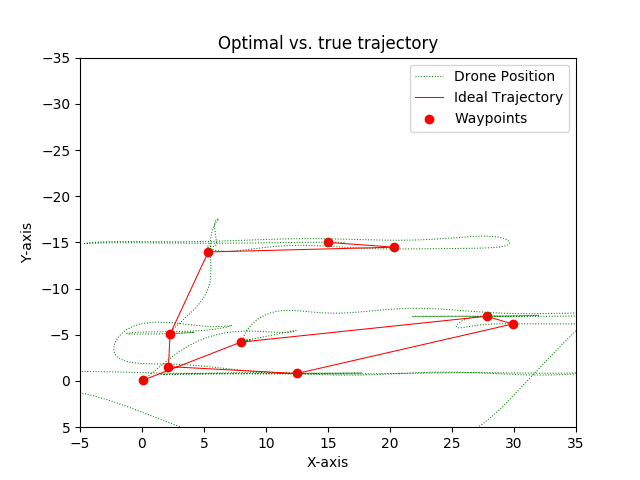 Optimal vs. true trajectory
Drone Position
Ideal Trajectory
Waypoints
−35
−30
−25
−20
−15
−10
−5
0
5
Y-axis
−5 0 5 10 15 20 25 30 35
X-axis